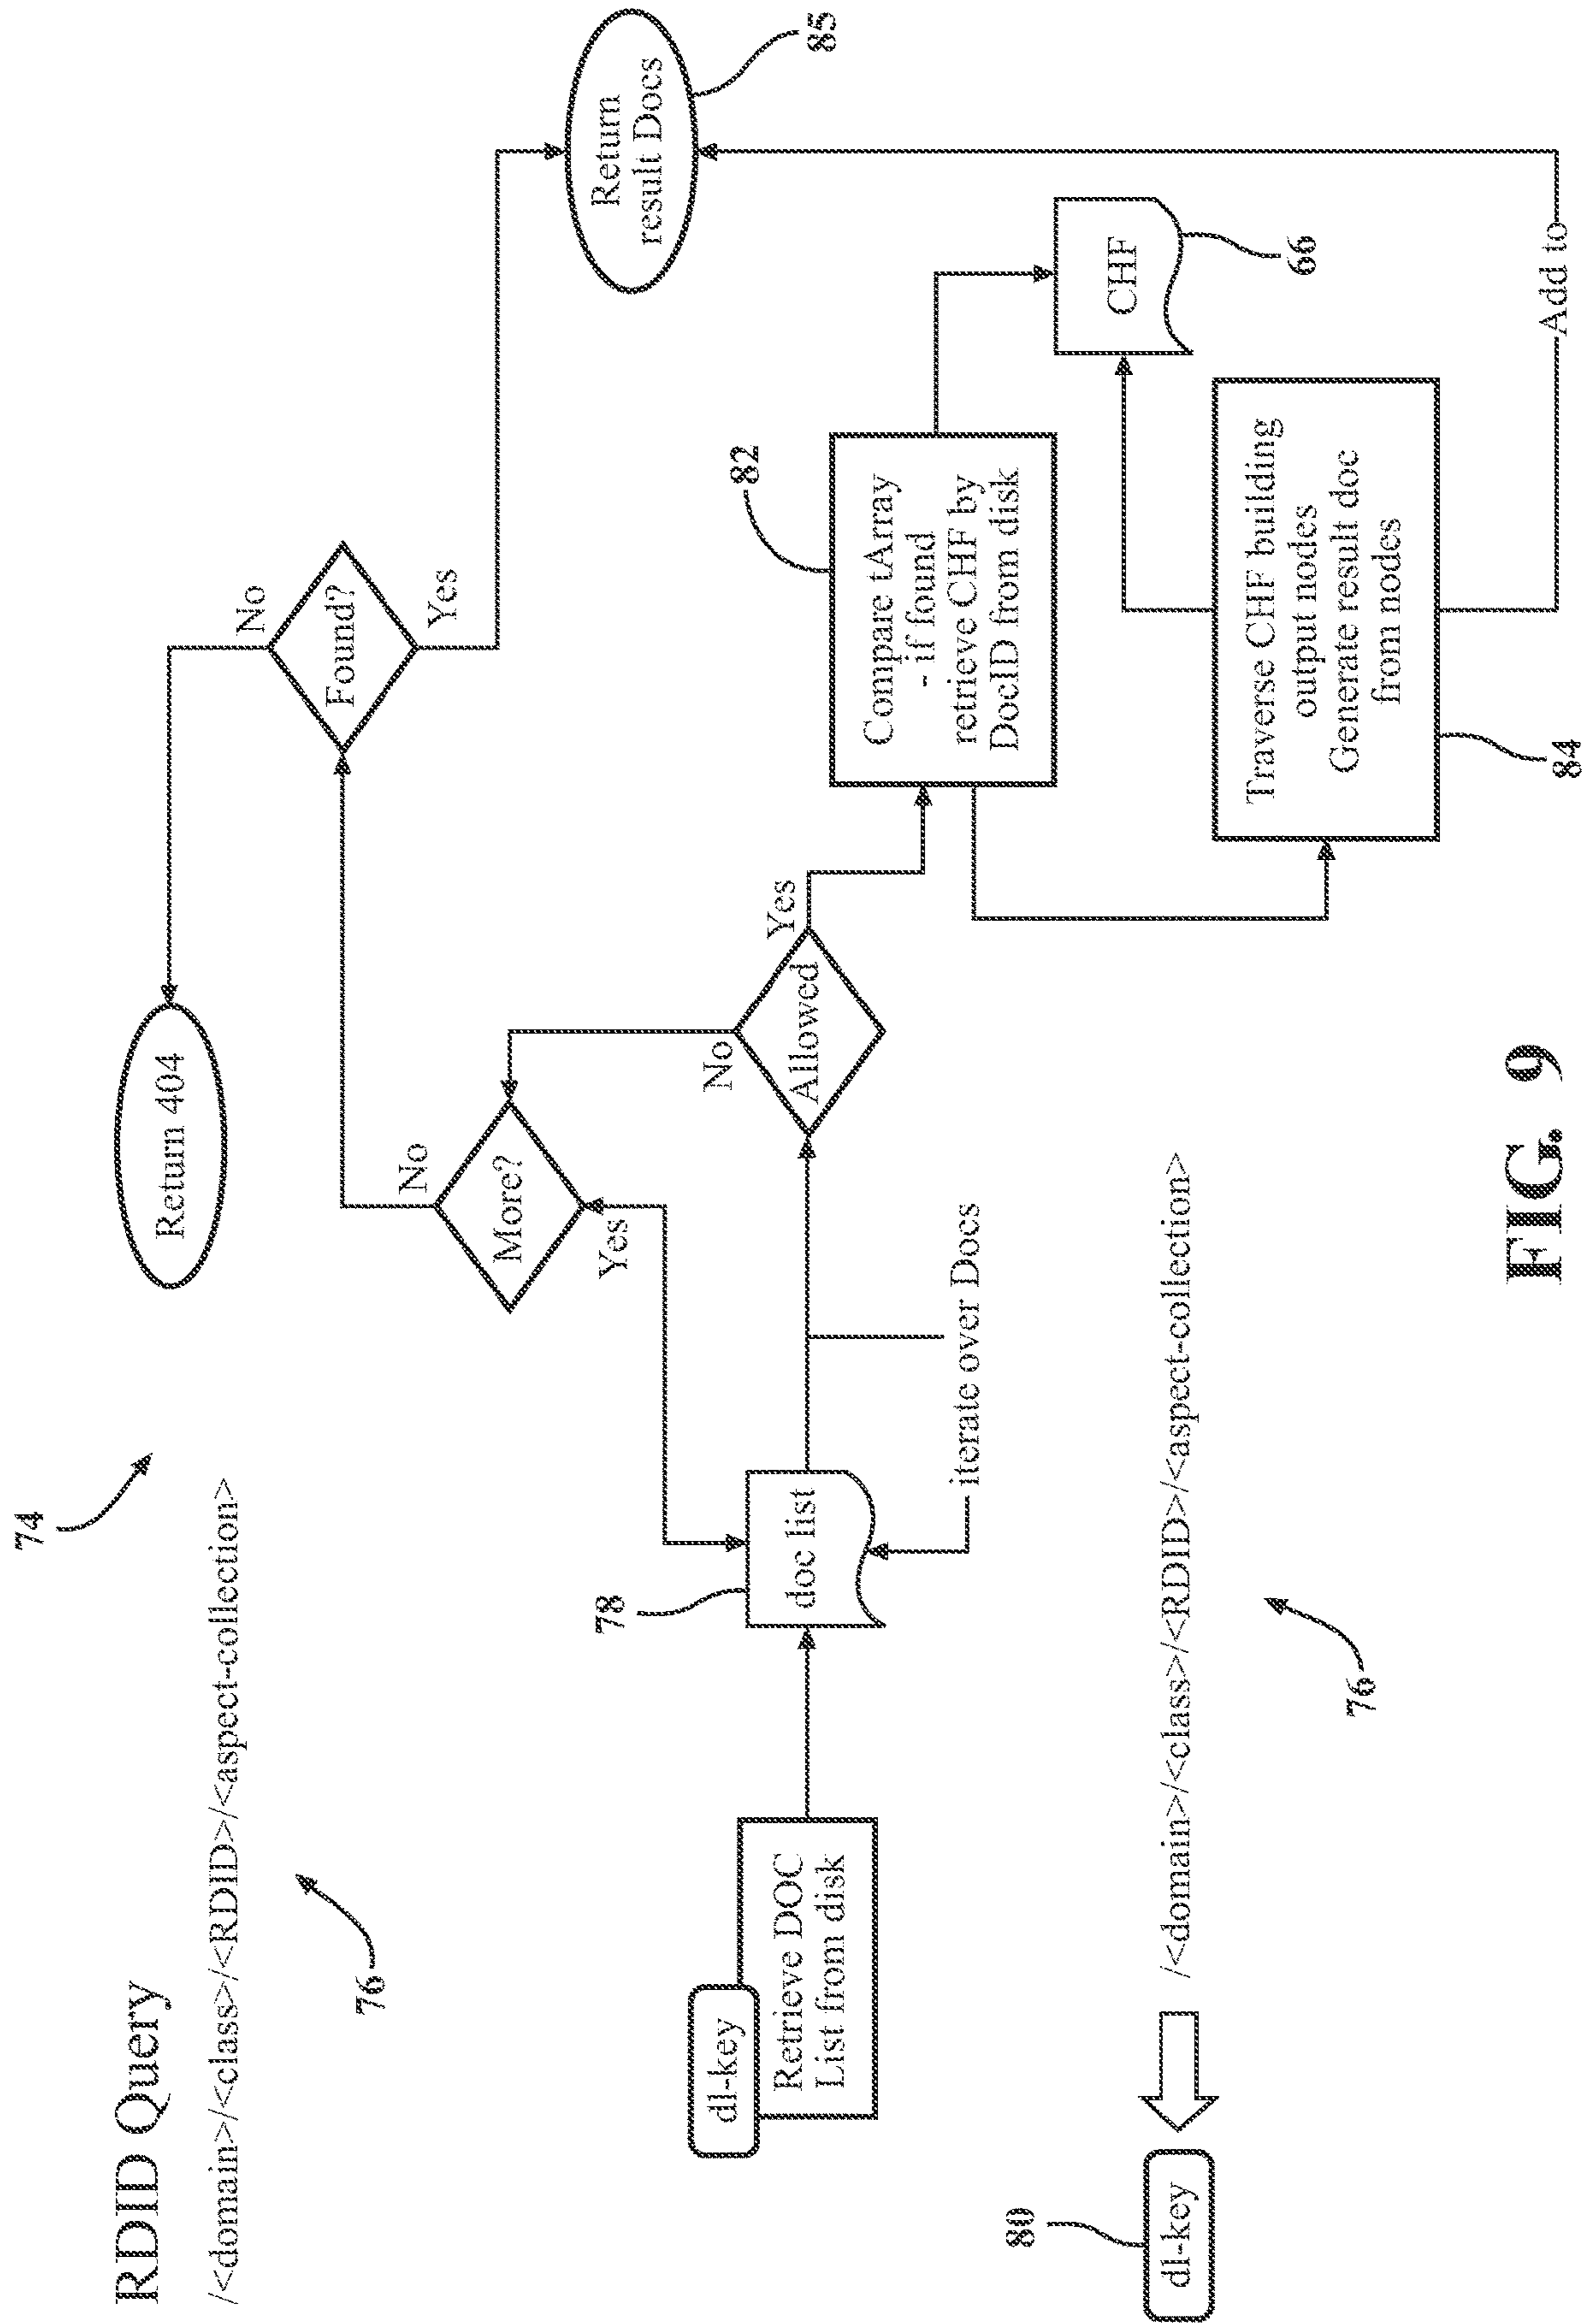 RDID Query
74
/<domain>/<class>/<RDID>/<aspect-collection>
76
Return 404
No
Found?
Yes
No
More?
Yes
Return
result Docs
85
dl-key
Retrieve DOC
List from disk
78
doc list
iterate over Docs
No
Allowed
Yes
82
Compare tArray
- if found
retrieve CHF by
DocID from disk
CHF
66
Traverse CHF building
output nodes
Generate result doc
from nodes
84
Add to
80
dl-key
/<domain>/<class>/<RDID>/<aspect-collection>
76
FIG. 9